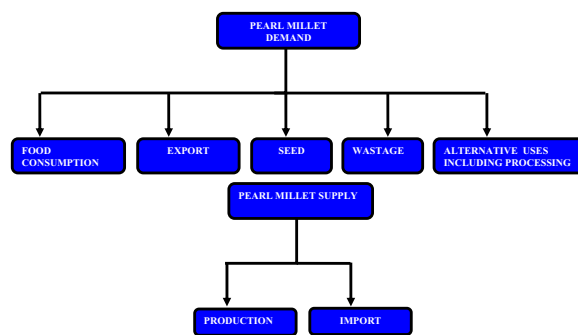 PEARL MILLET
DEMAND
FOOD
CONSUMPTION
EXPORT
SEED
WASTAGE
ALTERNATIVE USES
INCLUDING PROCESSING
PEARL MILLET SUPPLY
PRODUCTION
IMPORT